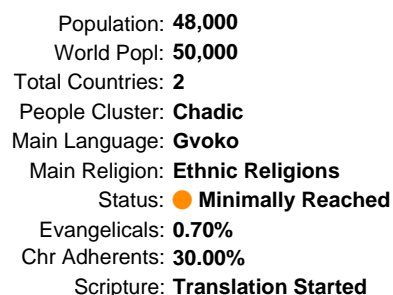 Population: 48,000
World Popl: 50,000
Total Countries: 2
People Cluster: Chadic
Main Language: Gvoko
Main Religion: Ethnic Religions
Status: Minimally Reached
Evangelicals: 0.70%
Chr Adherents: 30.00%
Scripture: Translation Started